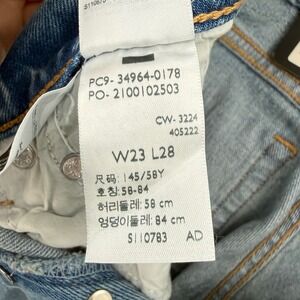 PC9- 34964-0178
PO- 2100102503
CW- 3224
405222
W23 L28
尺码: 145/58Y
호칭: 58-84
허리둘레: 58 cm
엉덩이둘레: 84 cm
S110783 AD